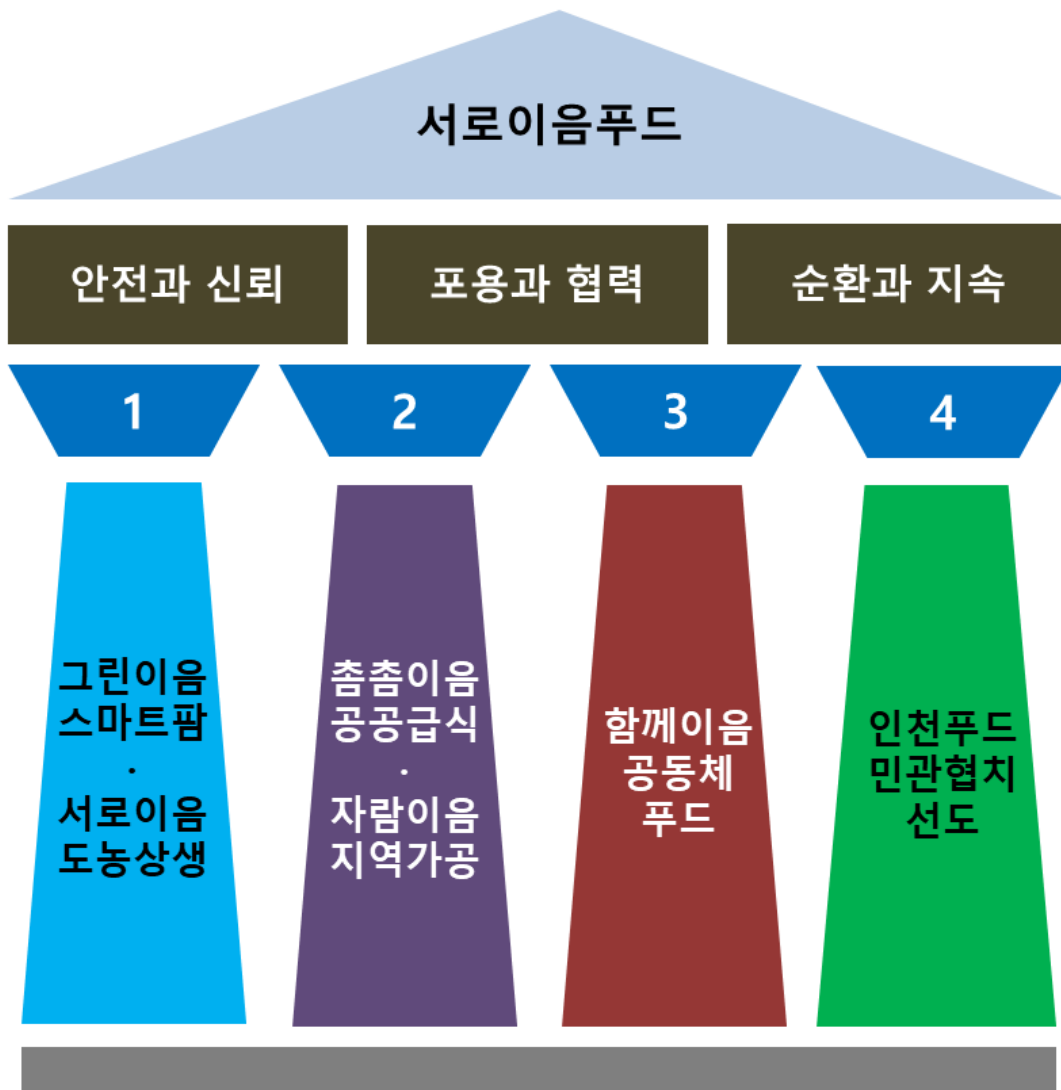 서로이음푸드
안전과 신뢰
포용과 협력
순환과 지속
1
2
3
4
그린이음
스마트팜
·
서로이음
도농상생
촘촘이음
공공급식
·
자람이음
지역가공
함께이음
공동체
푸드
인천푸드
민관협치
선도